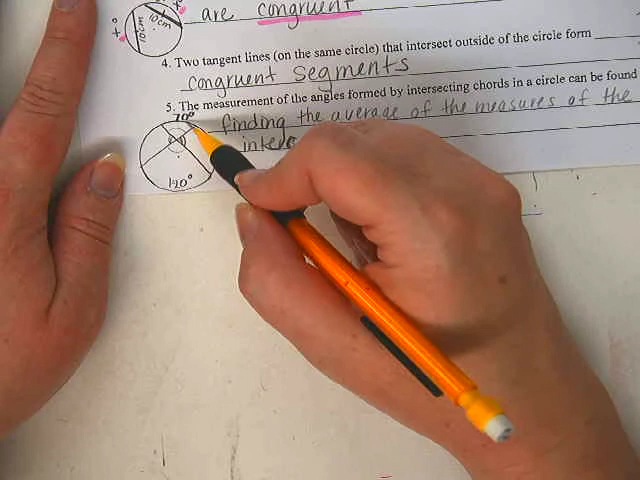 10cm
10cm
x°
x°
are congruent
4. Two tangent lines (on the same circle) that intersect outside of the circle form
congruent segments
5. The measurement of the angles formed by intersecting chords in a circle can be found
70°
finding the average of the measures of the
120°